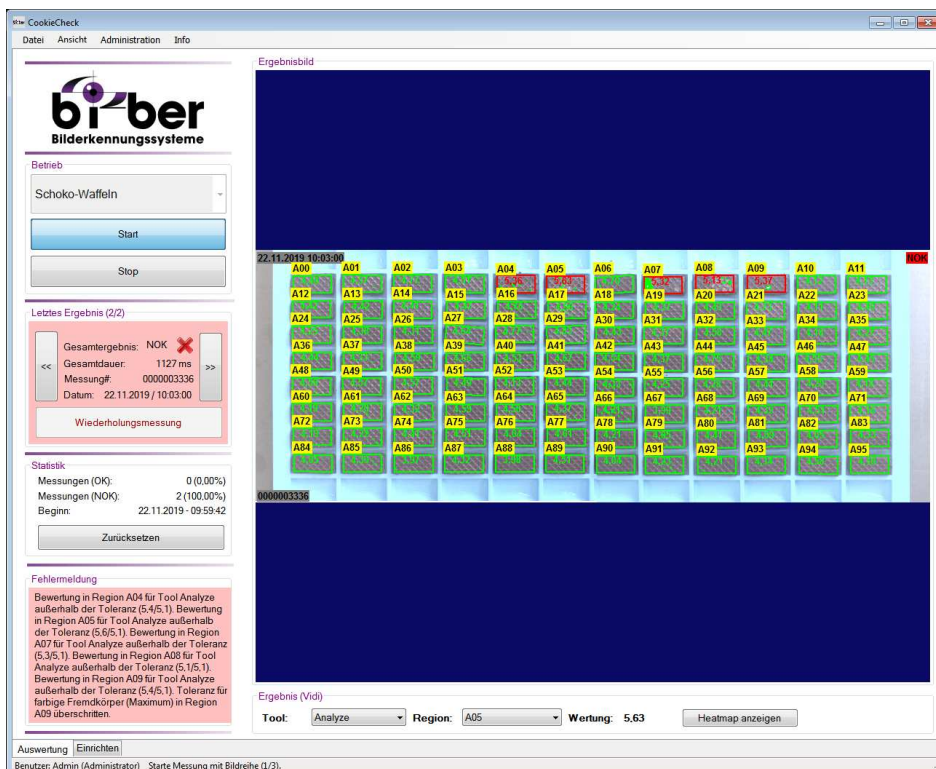 CookieCheck
Datei Ansicht Administration Info
bi2ber
Bilderkennungssysteme
Betrieb
Schoko-Waffeln
Start
Stop
Letztes Ergebnis (2/2)
<<
Gesamtergebnis: NOK
Gesamtdauer: 1127 ms
Messung#: 0000003336
Datum: 22.11.2019 / 10:03:00
>>
Wiederholungsmessung
Statistik
Messungen (OK): 0 (0,00%)
Messungen (NOK): 2 (100,00%)
Beginn: 22.11.2019 - 09:59:42
Zurücksetzen
Fehlermeldung
Bewertung in Region A04 für Tool Analyze
außerhalb der Toleranz (5,4/5,1). Bewertung
in Region A05 für Tool Analyze außerhalb
der Toleranz (5,6/5,1). Bewertung in Region
A07 für Tool Analyze außerhalb der Toleranz
(5,3/5,1). Bewertung in Region A08 für Tool
Analyze außerhalb der Toleranz (5,1/5,1).
Bewertung in Region A09 für Tool Analyze
außerhalb der Toleranz (5,4/5,1). Toleranz für
farbige Fremdkörper (Maximum) in Region
A09 überschritten.
Ergebnisbild
22.11.2019 10:03:00
NOK
A00 A01 A02 A03 A04 A05 A06 A07 A08 A09 A10 A11
5,36 5,63 5,32 5,13 5,37
A12 A13 A14 A15 A16 A17 A18 A19 A20 A21 A22 A23
A24 A25 A26 A27 A28 A29 A30 A31 A32 A33 A34 A35
A36 A37 A38 A39 A40 A41 A42 A43 A44 A45 A46 A47
A48 A49 A50 A51 A52 A53 A54 A55 A56 A57 A58 A59
A60 A61 A62 A63 A64 A65 A66 A67 A68 A69 A70 A71
A72 A73 A74 A75 A76 A77 A78 A79 A80 A81 A82 A83
A84 A85 A86 A87 A88 A89 A90 A91 A92 A93 A94 A95
0000003336
Ergebnis (Vidi)
Tool: Analyze Region: A05 Wertung: 5,63 Heatmap anzeigen
Auswertung Einrichten
Benutzer: Admin (Administrator) Starte Messung mit Bildreihe (1/3).